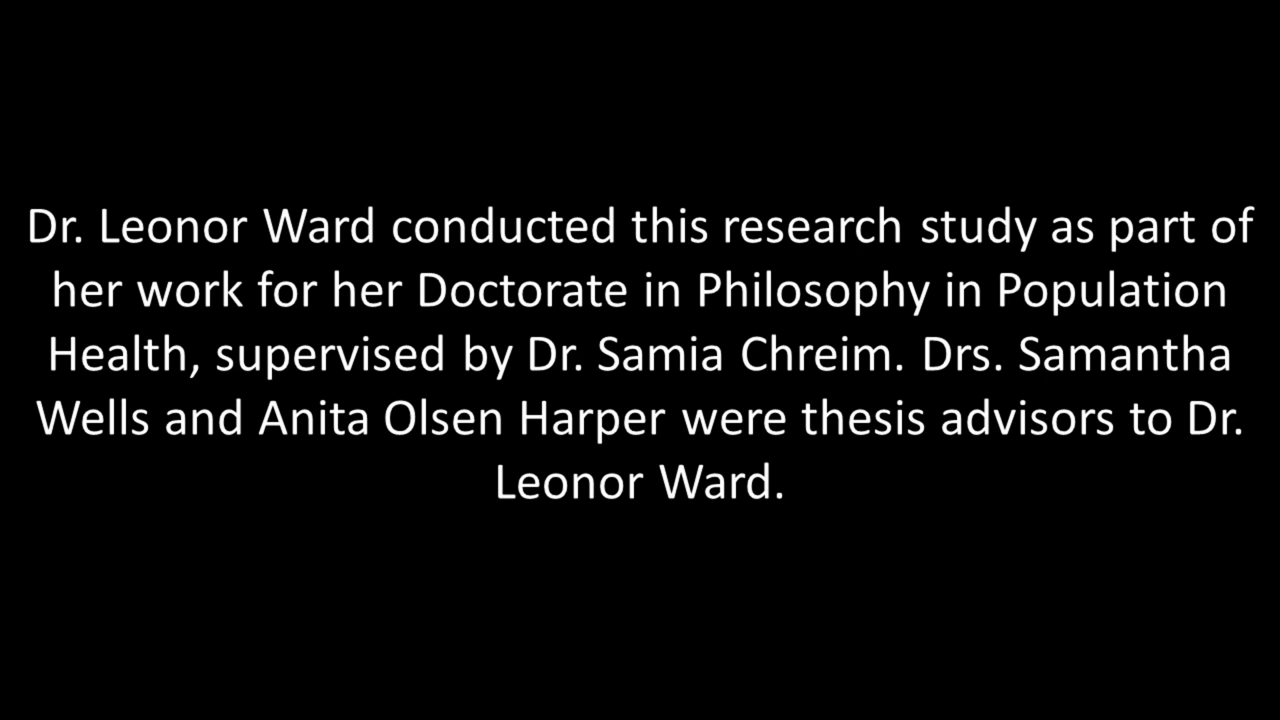 Dr. Leonor Ward conducted this research study as part of
her work for her Doctorate in Philosophy in Population
Health, supervised by Dr. Samia Chreim. Drs. Samantha
Wells and Anita Olsen Harper were thesis advisors to Dr.
Leonor Ward.